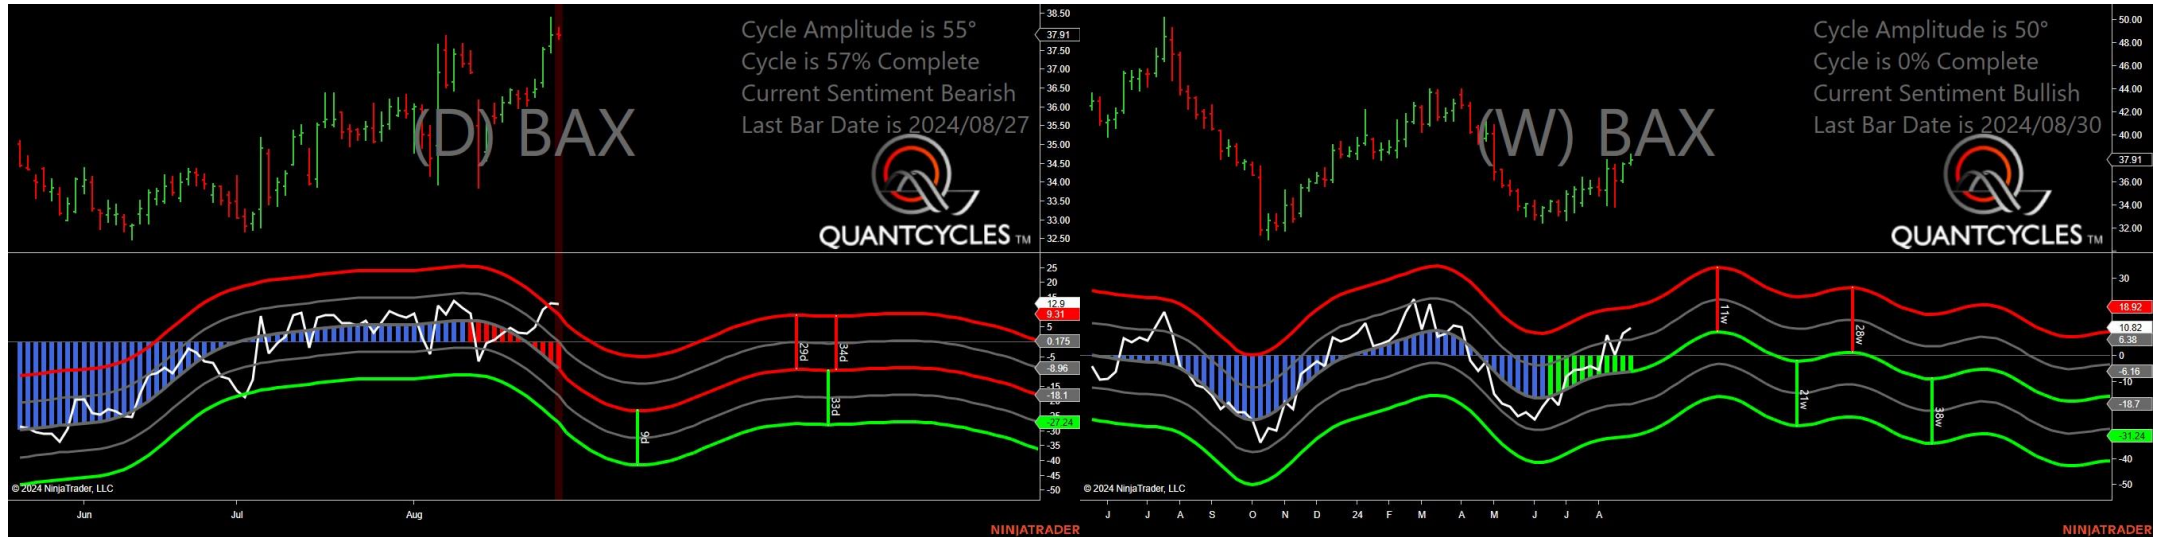 Cycle Amplitude is 55°
Cycle is 57% Complete
Current Sentiment Bearish
Last Bar Date is 2024/08/27
(D) BAX
QUANTCYCLES TM
38.50
37.91
37.50
37.00
36.50
36.00
35.50
35.00
34.50
34.00
33.50
33.00
32.50
25
20
15
12.9
9.31
5
0.175
-5
-8.96
-15
-18.1
-27.24
-30
-35
-40
-45
-50
29d
34d
33d
9d
© 2024 NinjaTrader, LLC
Jun
Jul
Aug
NINJATRADER
Cycle Amplitude is 50°
Cycle is 0% Complete
Current Sentiment Bullish
Last Bar Date is 2024/08/30
(W) BAX
QUANTCYCLES TM
50.00
48.00
46.00
44.00
42.00
40.00
37.91
36.00
34.00
32.00
30
18.92
10.82
6.38
0
-6.16
-10
-18.7
-31.24
-40
-50
11w
28w
21w
38w
© 2024 NinjaTrader, LLC
J J A S O N D 24 F M A M J J A
NINJATRADER